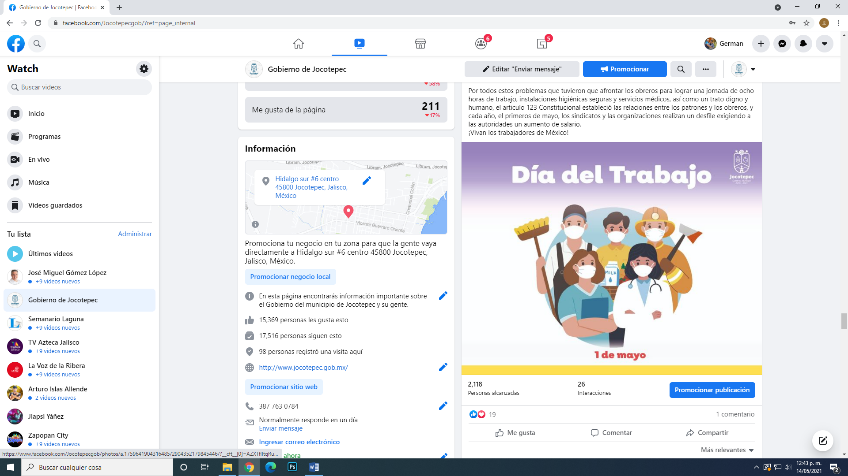 Gobierno de Jocotepec | Facebook
facebook.com/Jocotepecgob/?ref=page_internal
6
5
German
Watch
Buscar videos
Inicio
Programas
En vivo
Música
Videos guardados
Tu lista
Administrar
Últimos videos
José Miguel Gómez López
+9 videos nuevos
Gobierno de Jocotepec
Semanario Laguna
+9 videos nuevos
TV Azteca Jalisco
+9 videos nuevos
La Voz de la Ribera
+9 videos nuevos
Arturo Islas Allende
2 videos nuevos
Jiapsi Yáñez
Zapopan City
+9 videos nuevos
Gobierno de Jocotepec
Editar "Enviar mensaje"
Promocionar
Me gusta de la página
211
47%
Información
Hidalgo sur #6 centro
45800 Jocotepec, Jalisco,
México
Promociona tu negocio en tu zona para que la gente vaya
directamente a Hidalgo sur #6 centro 45800 Jocotepec,
Jalisco, México.
Promocionar negocio local
En esta página encontrarás información importante sobre
el Gobierno del municipio de Jocotepec y su gente.
15,369 personas les gusta esto
17,516 personas siguen esto
98 personas registró una visita aquí
http://www.jocotepec.gob.mx/
Promocionar sitio web
387 763 0784
Normalmente responde en un día
Enviar mensaje
Ingresar correo electrónico
ahora
Por todos estos problemas que tuvieron que afrontar los obreros para lograr una jornada de ocho
horas de trabajo, instalaciones higiénicas seguras y servicios médicos, así como un trato digno y
humano, el artículo 123 Constitucional estableció las relaciones entre los patrones y los obreros, y
cada año, el primero de mayo, los sindicatos y las organizaciones realizan un desfile exigiendo a
las autoridades un aumento de salario.
¡Vivan los trabajadores de México!
Jocotepec
Día del Trabajo
MILK
1 de mayo
2,118
Personas alcanzadas
26
Interacciones
Promocionar publicación
19
1 comentario
Me gusta
Comentar
Compartir
Más relevantes
Buscar cualquier cosa
12:43 p. m.
14/05/2021